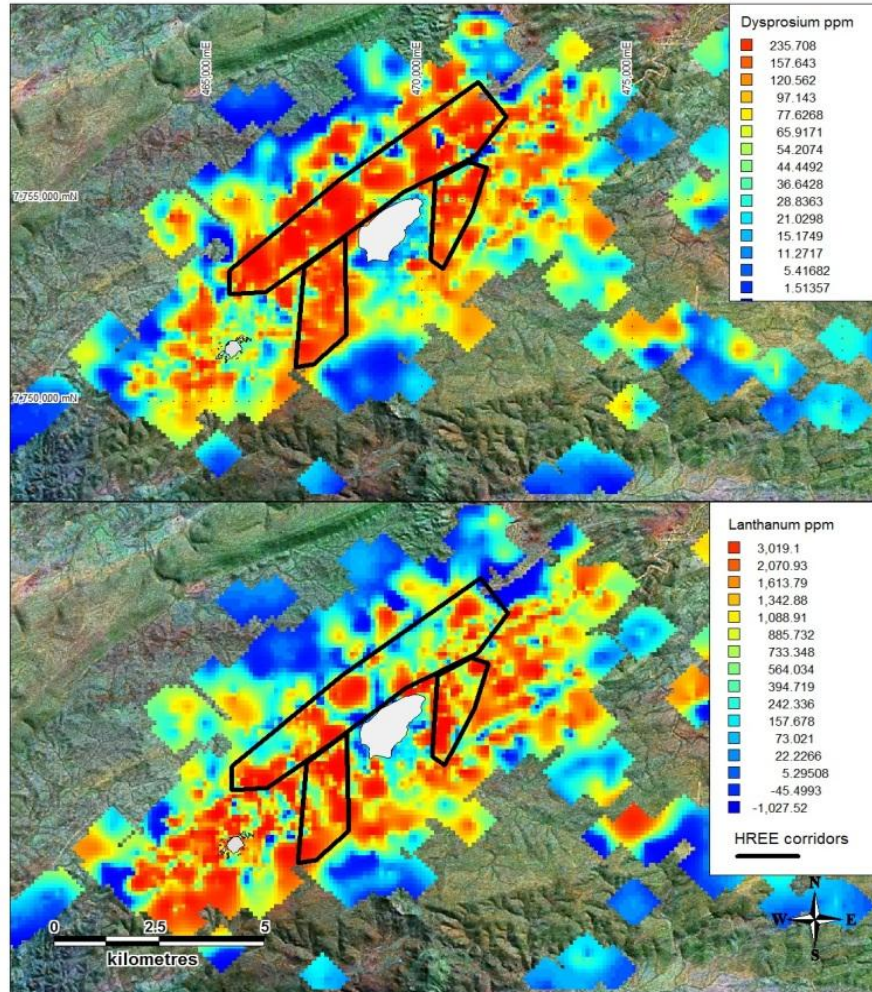 Dysprosium ppm
235.708
157.643
120.562
97.143
77.6268
65.9171
54.2074
44.4492
36.6428
28.8363
21.0298
15.1749
11.2717
5.41682
1.51357
465,000 mE
470,000 mE
475,000 mE
7,755,000 mN
7,750,000 mN
Lanthanum ppm
3,019.1
2,070.93
1,613.79
1,342.88
1,088.91
885.732
733.348
564.034
394.719
242.336
157.678
73.021
22.2266
5.29508
-45.4993
-1,027.52
HREE corridors
N
W E
S
0 2.5 5
kilometres